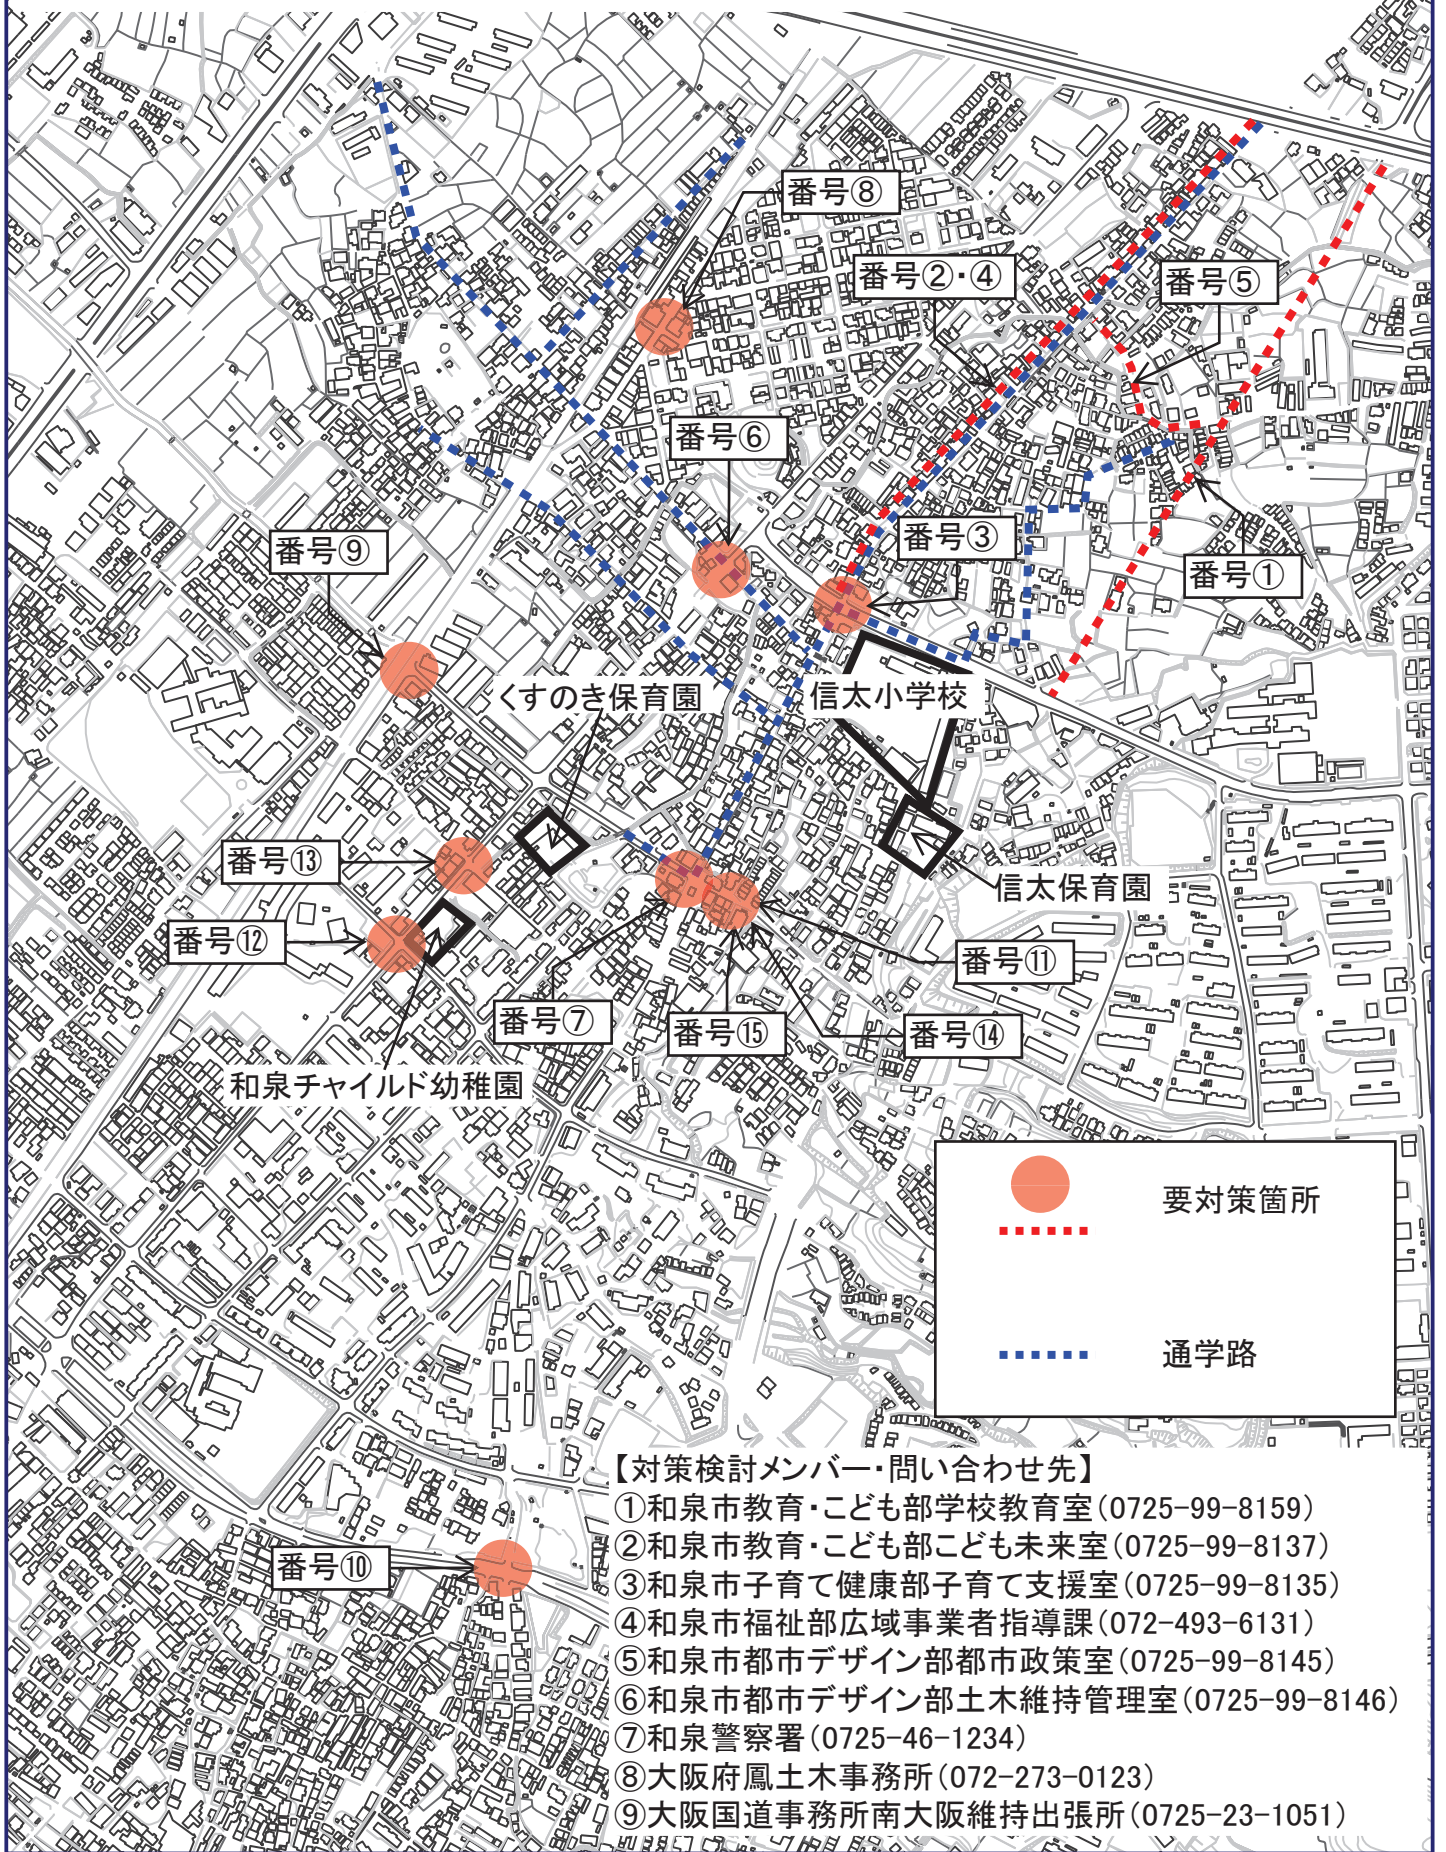 番号⑧
番号②・④
番号⑤
番号⑥
番号③
番号⑨
番号①
くすのき保育園
信太小学校
番号⑬
信太保育園
番号⑫
番号⑪
番号⑦
番号⑮
番号⑭
和泉チャイルド幼稚園
要対策箇所
通学路
番号⑩
【対策検討メンバー・問い合わせ先】
①和泉市教育・こども部学校教育室(0725-99-8159)
②和泉市教育・こども部こども未来室(0725-99-8137)
③和泉市子育て健康部子育て支援室(0725-99-8135)
④和泉市福祉部広域事業者指導課(072-493-6131)
⑤和泉市都市デザイン部都市政策室(0725-99-8145)
⑥和泉市都市デザイン部土木維持管理室(0725-99-8146)
⑦和泉警察署(0725-46-1234)
⑧大阪府鳳土木事務所(072-273-0123)
⑨大阪国道事務所南大阪維持出張所(0725-23-1051)